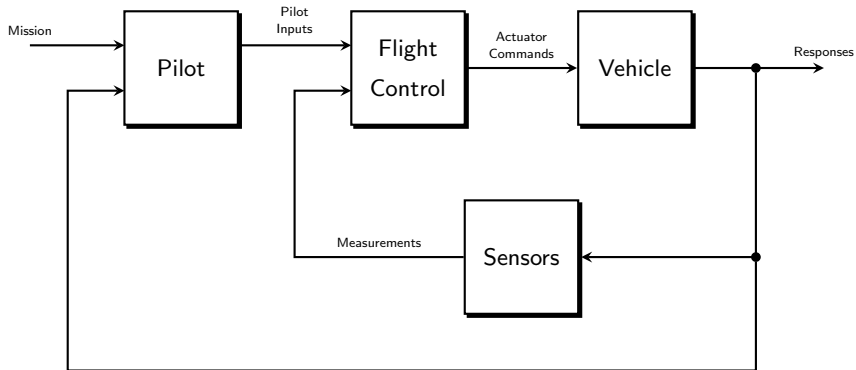 Mission
Pilot
Pilot
Inputs
Flight
Control
Actuator
Commands
Vehicle
Responses
Measurements
Sensors